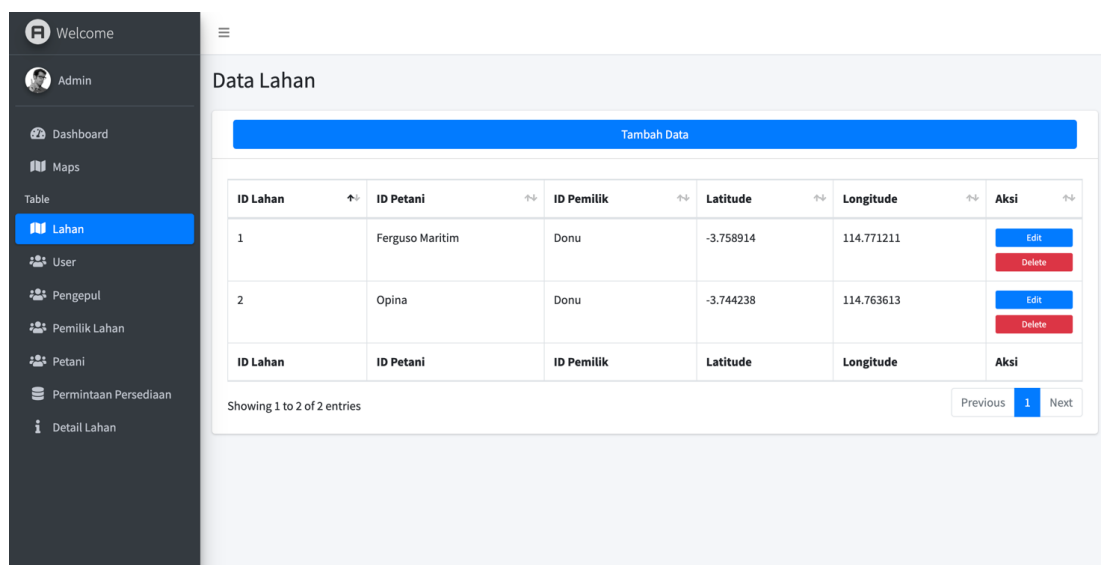 Welcome
Admin
Dashboard
Maps
Table
Lahan
User
Pengepul
Pemilik Lahan
Petani
Permintaan Persediaan
Detail Lahan
Data Lahan
Tambah Data
ID Lahan ID Petani ID Pemilik Latitude Longitude Aksi
1 Ferguso Maritim Donu -3.758914 114.771211 Edit
Delete
2 Opina Donu -3.744238 114.763613 Edit
Delete
ID Lahan ID Petani ID Pemilik Latitude Longitude Aksi
Showing 1 to 2 of 2 entries
Previous 1 Next